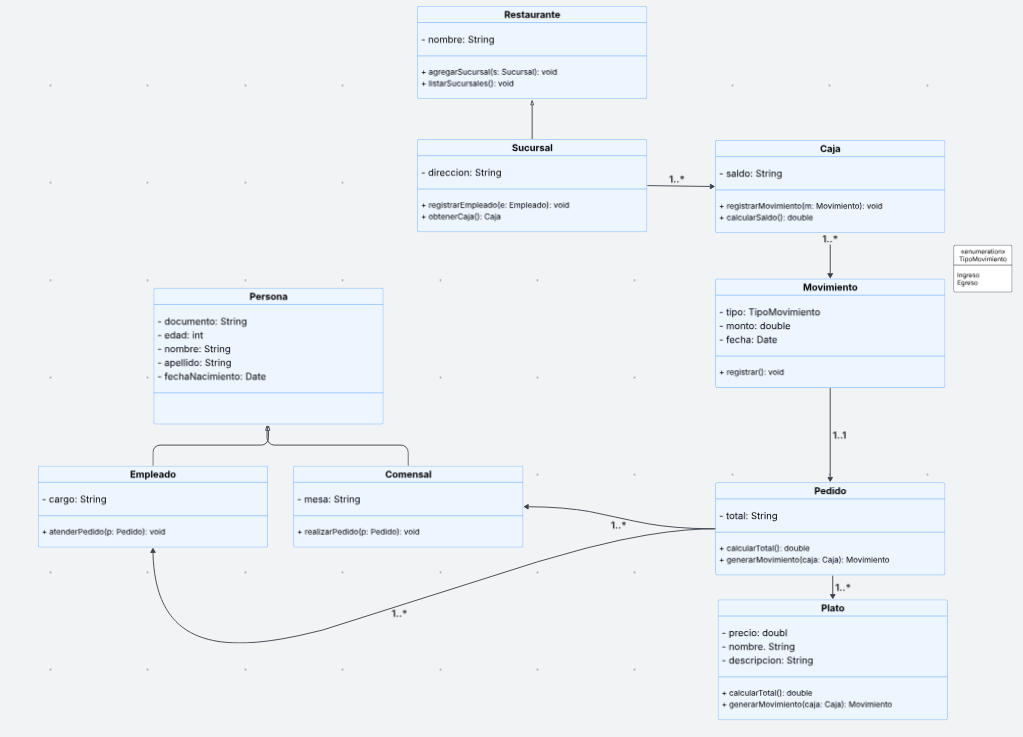 Restaurante
- nombre: String
+ agregarSucursal(s: Sucursal): void
+ listarSucursales(): void
Sucursal
- direccion: String
+ registrarEmpleado(e: Empleado): void
+ obtenerCaja(): Caja
1..*
Caja
- saldo: String
+ registrarMovimiento(m: Movimiento): void
+ calcularSaldo(): double
1..*
«enumeration»
TipoMovimiento
Ingreso
Egreso
Movimiento
- tipo: TipoMovimiento
- monto: double
- fecha: Date
+ registrar(): void
Persona
- documento: String
- edad: int
- nombre: String
- apellido: String
- fechaNacimiento: Date
1..1
Empleado
- cargo: String
+ atenderPedido(p: Pedido): void
Comensal
- mesa: String
+ realizarPedido(p: Pedido): void
1..*
Pedido
- total: String
+ calcularTotal(): double
+ generarMovimiento(caja: Caja): Movimiento
1..*
1..*
Plato
- precio: doubl
- nombre. String
- descripcion: String
+ calcularTotal(): double
+ generarMovimiento(caja: Caja): Movimiento